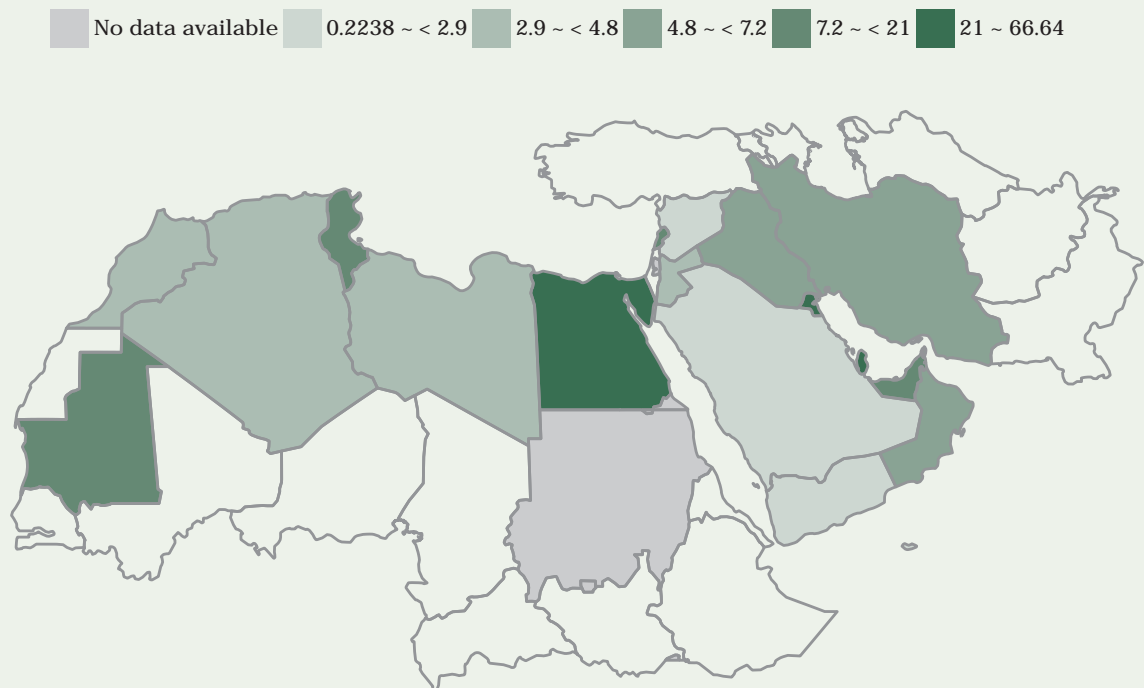 No data available 0.2238 ~ < 2.9 2.9 ~ < 4.8 4.8 ~ < 7.2 7.2 ~ < 21 21 ~ 66.64